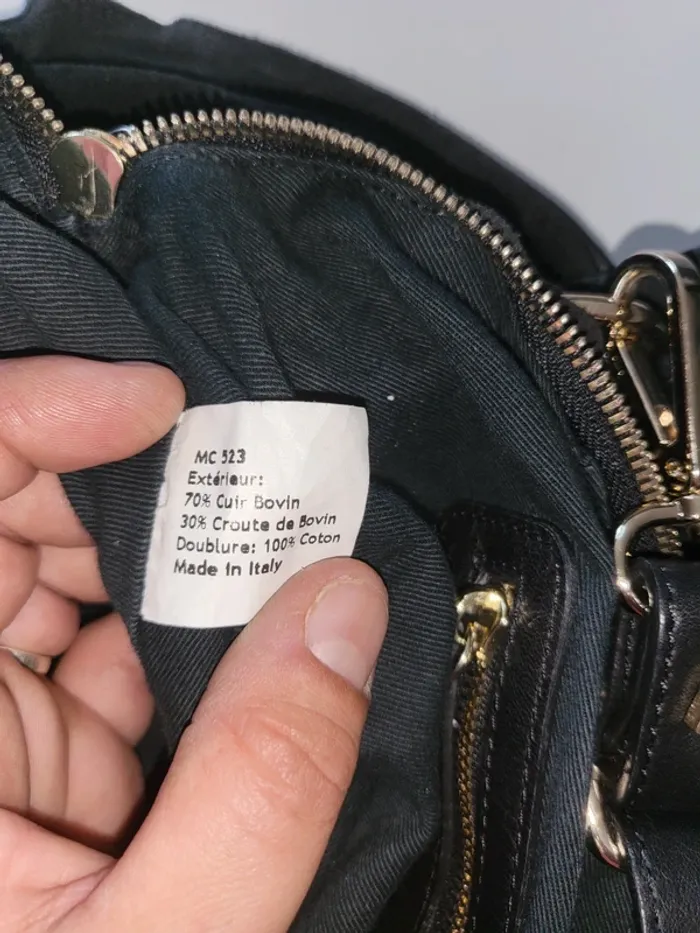 MC 523
Extérieur:
70% Cuir Bovin
30% Croute de Bovin
Doublure: 100% Coton
Made in Italy